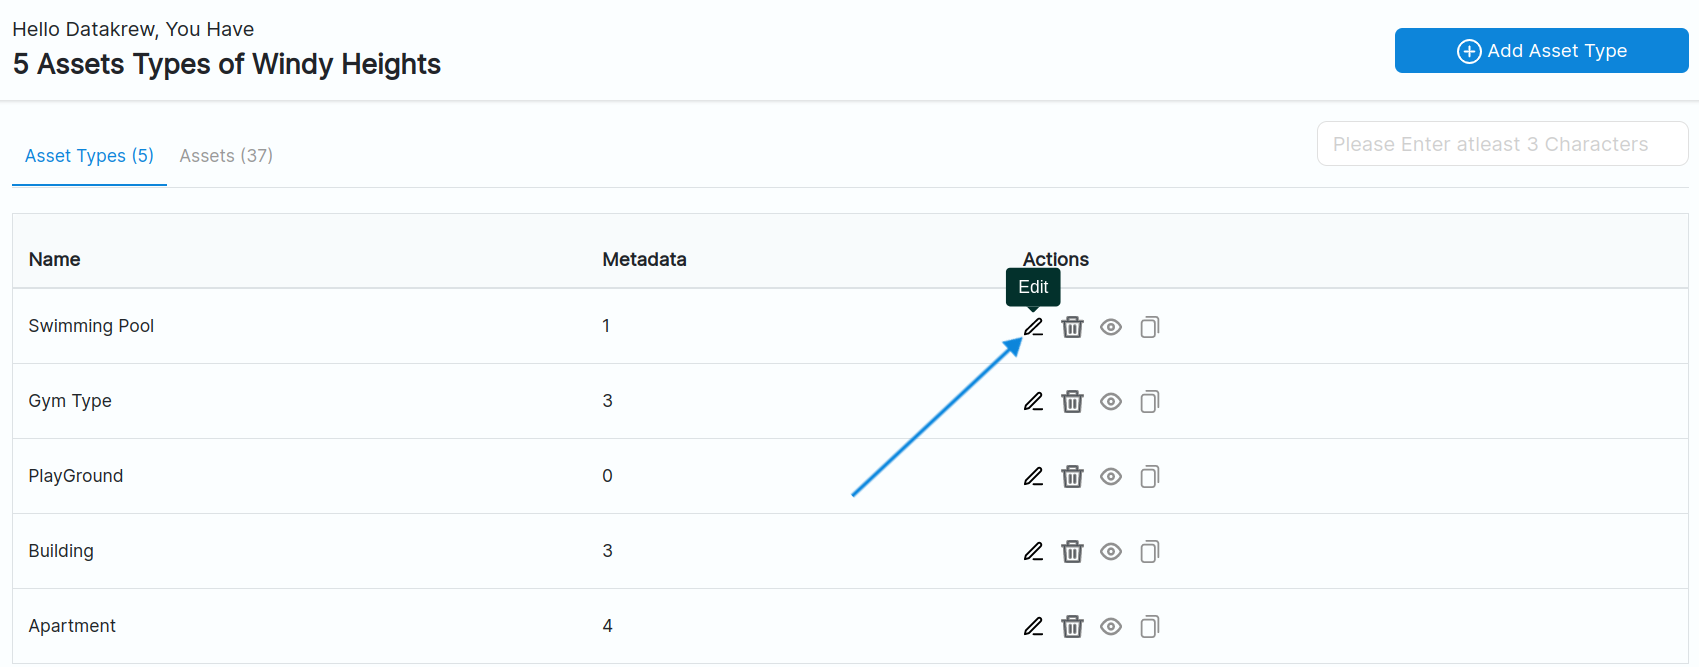 Hello Datakrew, You Have
5 Assets Types of Windy Heights
Add Asset Type
Asset Types (5) Assets (37)
Please Enter atleast 3 Characters
Name Metadata Actions
Edit
Swimming Pool 1
Gym Type 3
PlayGround 0
Building 3
Apartment 4